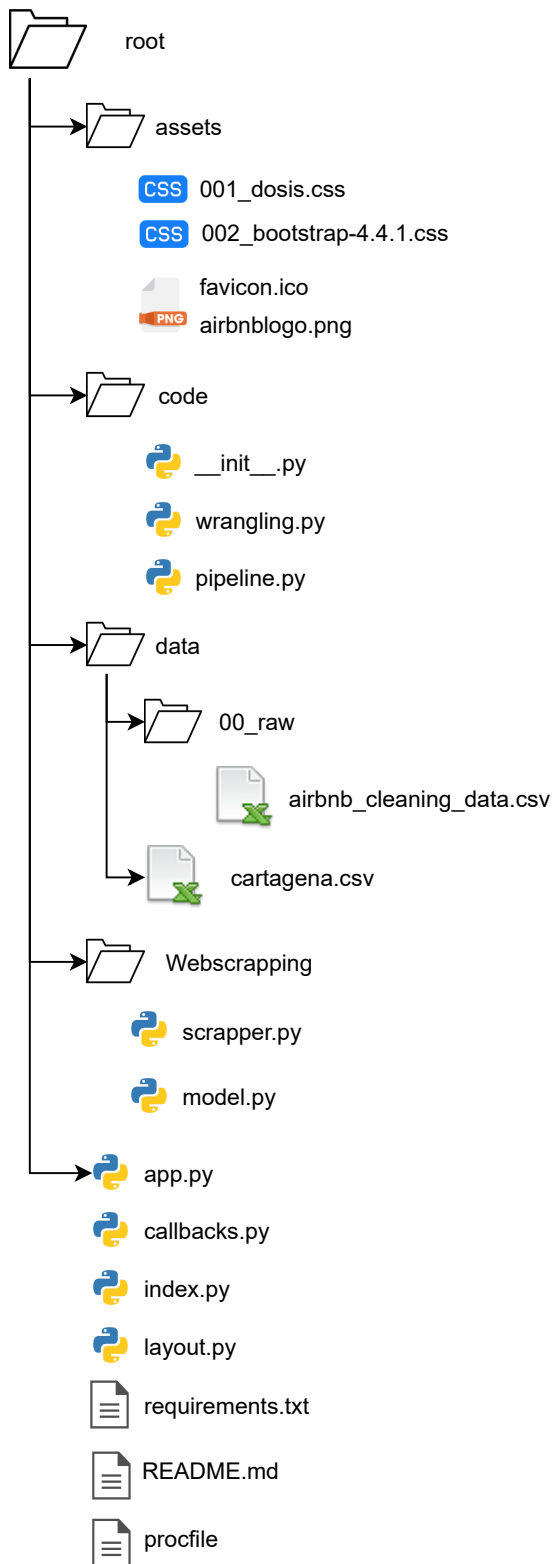 root
assets
CSS 001_dosis.css
CSS 002_bootstrap-4.4.1.css
favicon.ico
PNG
airbnblogo.png
code
__init__.py
wrangling.py
pipeline.py
data
00_raw
airbnb_cleaning_data.csv
cartagena.csv
Webscrapping
scrapper.py
model.py
app.py
callbacks.py
index.py
layout.py
requirements.txt
README.md
procfile